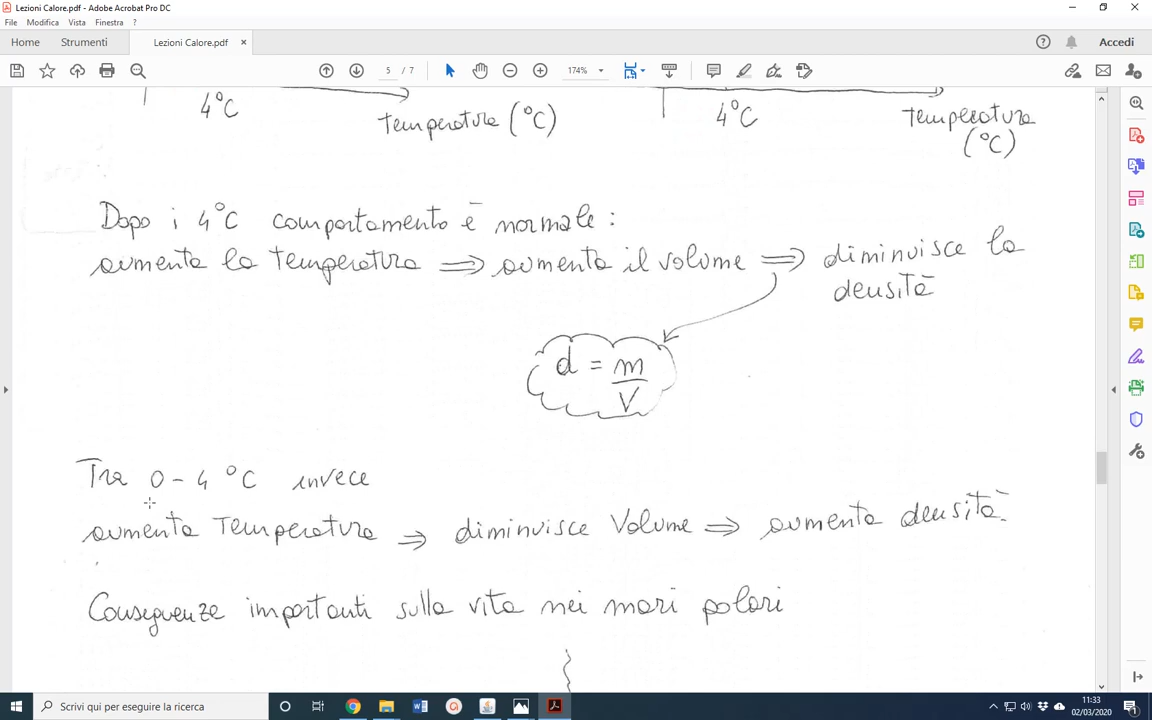 Lezioni Calore.pdf - Adobe Acrobat Pro DC
File Modifica Vista Finestra ?
Home Strumenti Lezioni Calore.pdf × ? Accedi
5 / 7 174%
4°C Temperatura (°C) 4°C Temperatura
(°C)
Dopo i 4°C comportamento è normale:
aumenta la temperatura ⇒ aumenta il volume ⇒ diminuisce la
densità
d = m/V
Tra 0-4 °C invece
aumenta Temperatura ⇒ diminuisce Volume ⇒ aumenta densità.
Conseguenze importanti sulla vita nei mari polari
Scrivi qui per eseguire la ricerca
11:33
02/03/2020